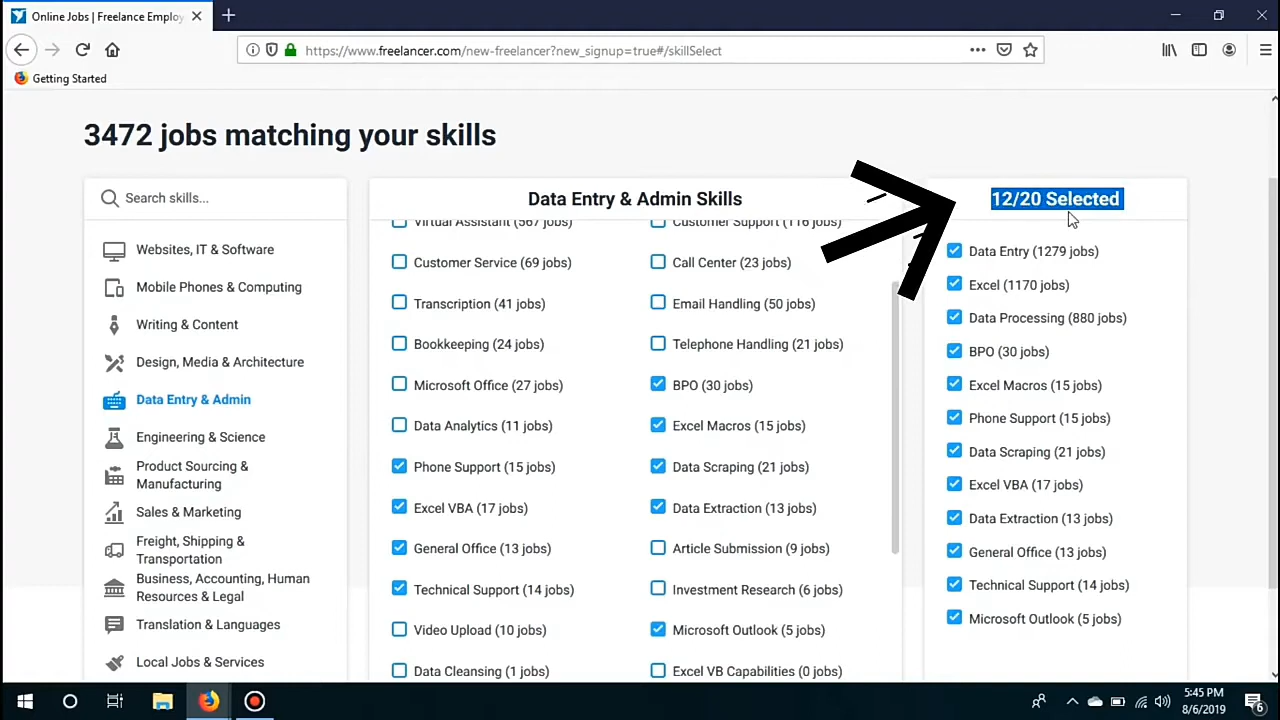 Online Jobs | Freelance Employ
https://www.freelancer.com/new-freelancer?new_signup=true#/skillSelect
Getting Started
3472 jobs matching your skills
Search skills...
Websites, IT & Software
Mobile Phones & Computing
Writing & Content
Design, Media & Architecture
Data Entry & Admin
Engineering & Science
Product Sourcing &
Manufacturing
Sales & Marketing
Freight, Shipping &
Transportation
Business, Accounting, Human
Resources & Legal
Translation & Languages
Local Jobs & Services
Data Entry & Admin Skills
Virtual Assistant (567 jobs)
Customer Support (116 jobs)
Customer Service (69 jobs)
Call Center (23 jobs)
Transcription (41 jobs)
Email Handling (50 jobs)
Bookkeeping (24 jobs)
Telephone Handling (21 jobs)
Microsoft Office (27 jobs)
BPO (30 jobs)
Data Analytics (11 jobs)
Excel Macros (15 jobs)
Phone Support (15 jobs)
Data Scraping (21 jobs)
Excel VBA (17 jobs)
Data Extraction (13 jobs)
General Office (13 jobs)
Article Submission (9 jobs)
Technical Support (14 jobs)
Investment Research (6 jobs)
Video Upload (10 jobs)
Microsoft Outlook (5 jobs)
Data Cleansing (1 jobs)
Excel VB Capabilities (0 jobs)
12/20 Selected
Data Entry (1279 jobs)
Excel (1170 jobs)
Data Processing (880 jobs)
BPO (30 jobs)
Excel Macros (15 jobs)
Phone Support (15 jobs)
Data Scraping (21 jobs)
Excel VBA (17 jobs)
Data Extraction (13 jobs)
General Office (13 jobs)
Technical Support (14 jobs)
Microsoft Outlook (5 jobs)
5:45 PM
8/6/2019
6